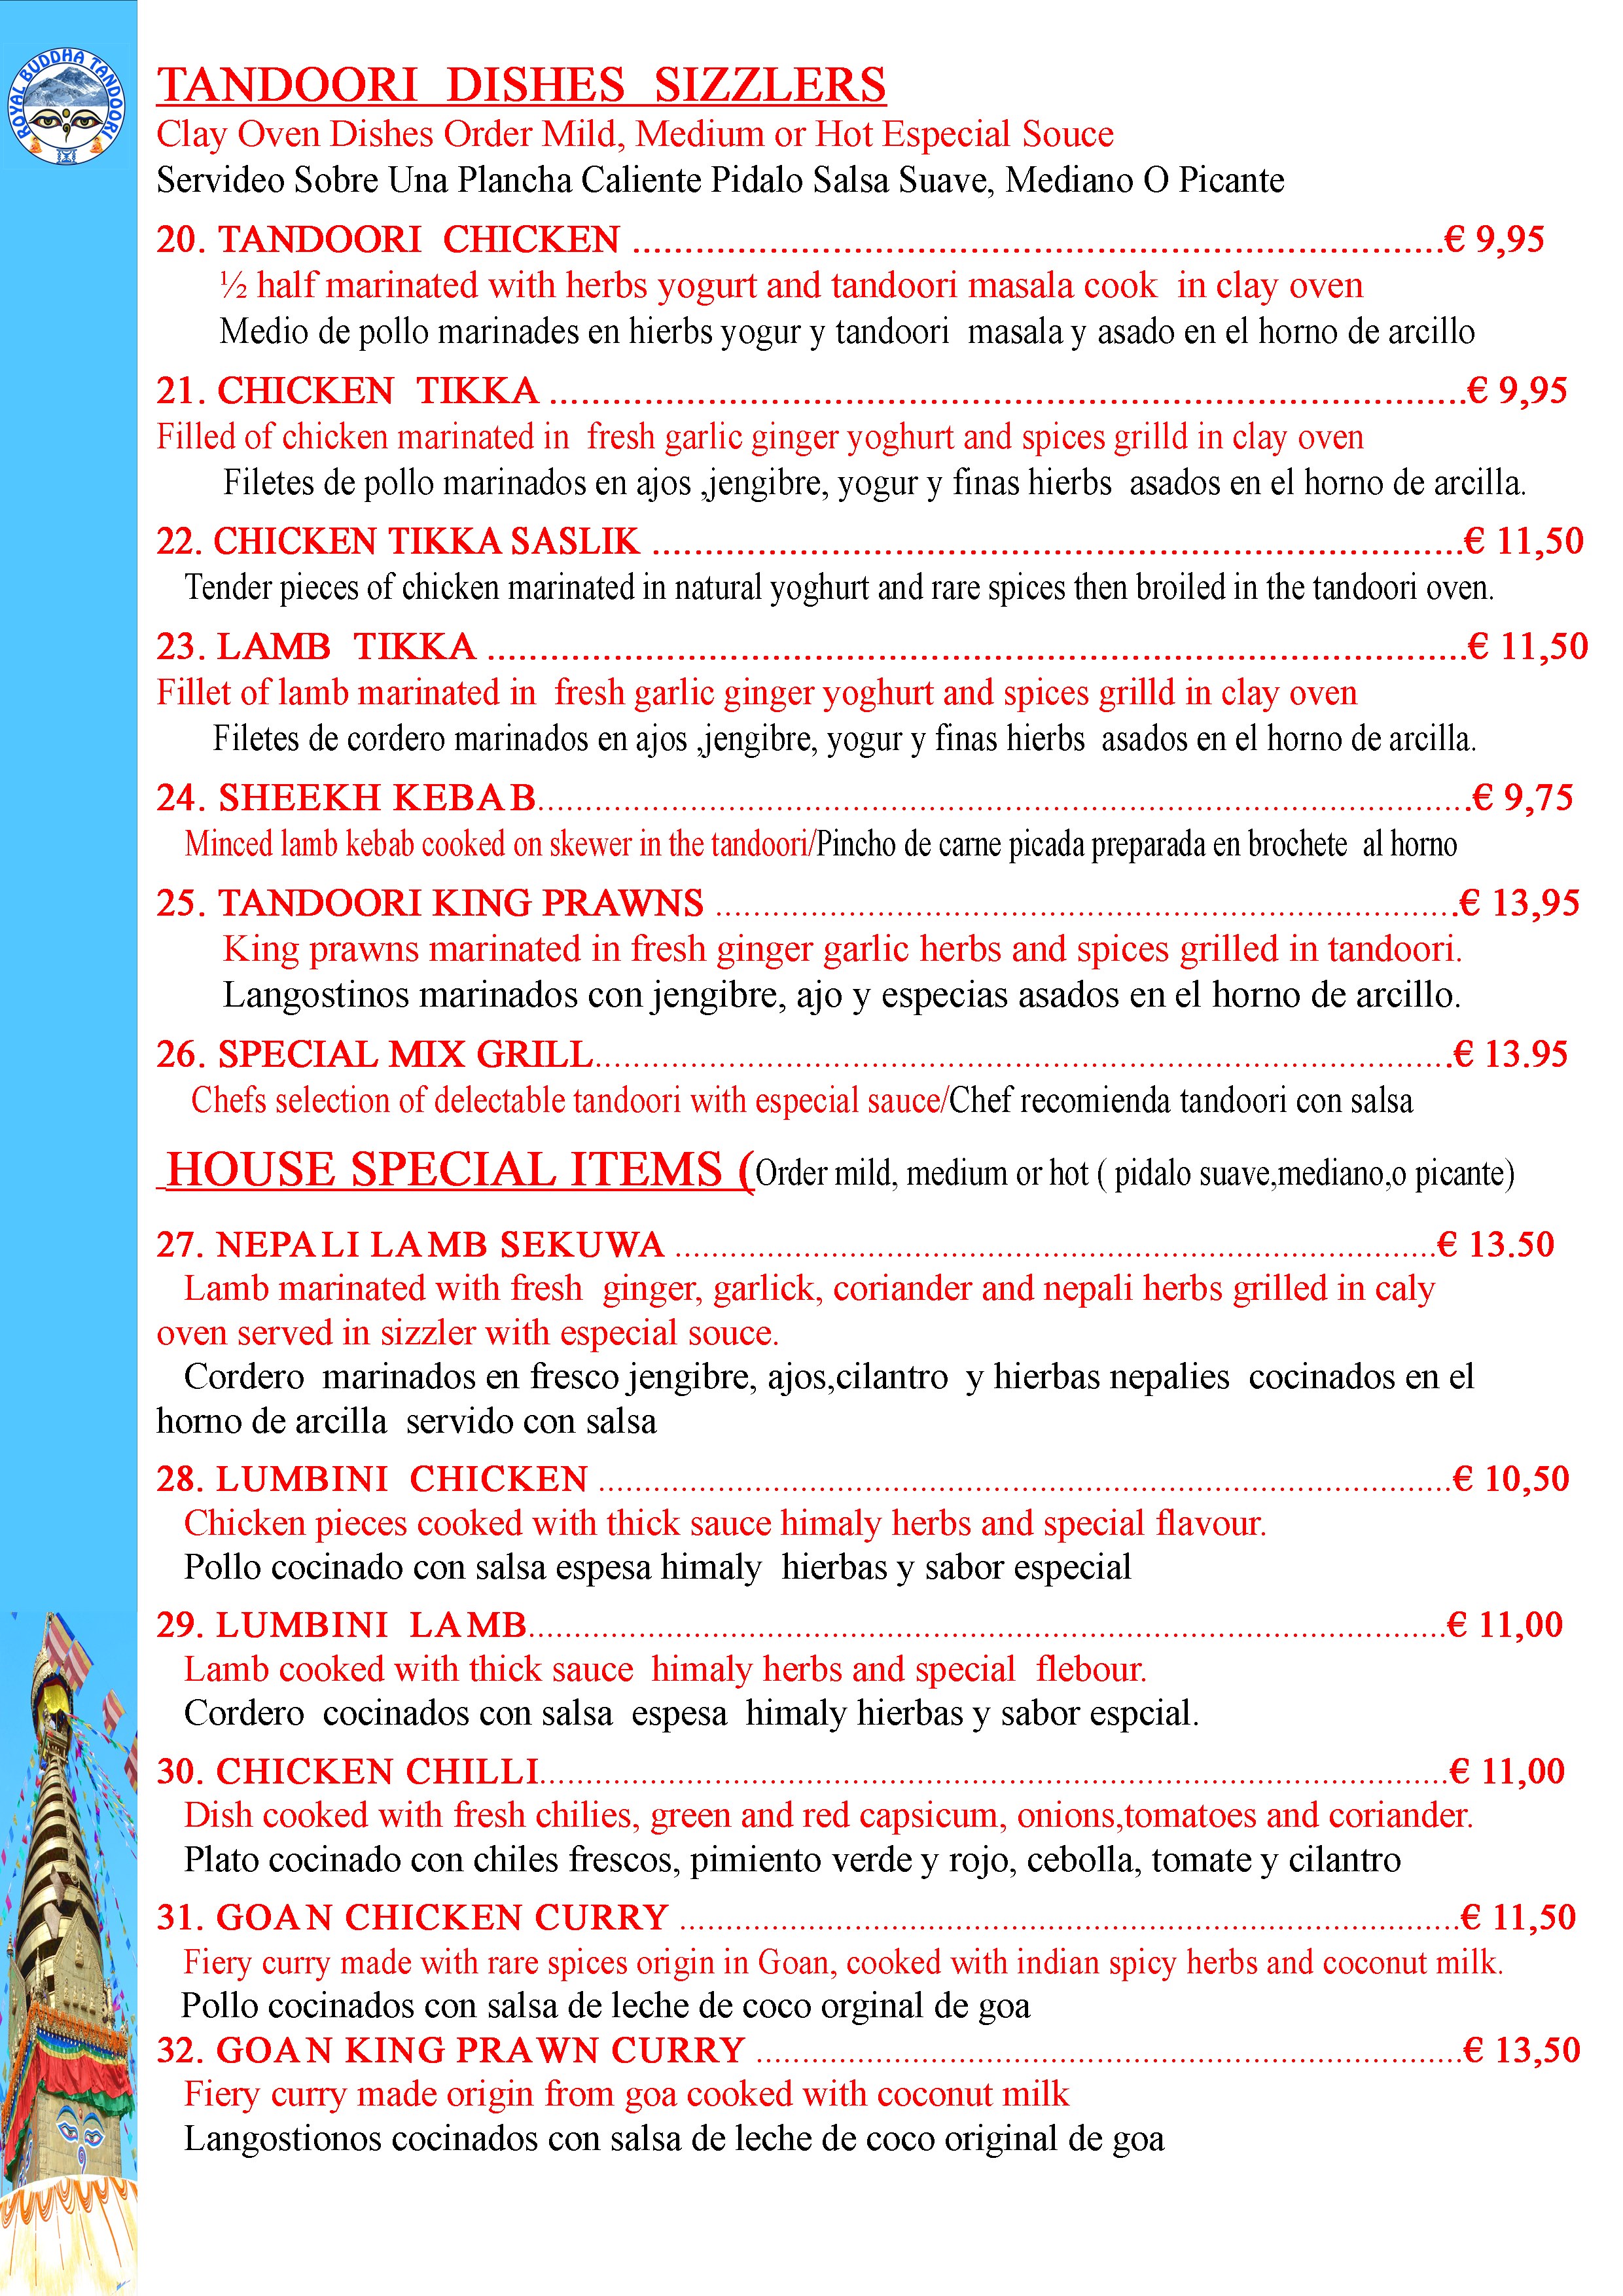 ROYAL BUDDHA TANDOORI
TANDOORI DISHES SIZZLERS
Clay Oven Dishes Order Mild, Medium or Hot Especial Souce
Servideo Sobre Una Plancha Caliente Pidalo Salsa Suave, Mediano O Picante
20. TANDOORI CHICKEN ........................................................................€ 9,95
½ half marinated with herbs yogurt and tandoori masala cook in clay oven
Medio de pollo marinades en hierbs yogur y tandoori masala y asado en el horno de arcillo
21. CHICKEN TIKKA ........................................................................€ 9,95
Filled of chicken marinated in fresh garlic ginger yoghurt and spices grilld in clay oven
Filetes de pollo marinados en ajos ,jengibre, yogur y finas hierbs asados en el horno de arcilla.
22. CHICKEN TIKKA SASLIK ........................................................................€ 11,50
Tender pieces of chicken marinated in natural yoghurt and rare spices then broiled in the tandoori oven.
23. LAMB TIKKA ........................................................................€ 11,50
Fillet of lamb marinated in fresh garlic ginger yoghurt and spices grilld in clay oven
Filetes de cordero marinados en ajos ,jengibre, yogur y finas hierbs asados en el horno de arcilla.
24. SHEEKH KEBAB........................................................................€ 9,75
Minced lamb kebab cooked on skewer in the tandoori/Pincho de carne picada preparada en brochete al horno
25. TANDOORI KING PRAWNS ........................................................................€ 13,95
King prawns marinated in fresh ginger garlic herbs and spices grilled in tandoori.
Langostinos marinados con jengibre, ajo y especias asados en el horno de arcillo.
26. SPECIAL MIX GRILL........................................................................€ 13.95
Chefs selection of delectable tandoori with especial sauce/Chef recomienda tandoori con salsa
HOUSE SPECIAL ITEMS (Order mild, medium or hot ( pidalo suave,mediano,o picante)
27. NEPALI LAMB SEKUWA ........................................................................€ 13.50
Lamb marinated with fresh ginger, garlick, coriander and nepali herbs grilled in caly
oven served in sizzler with especial souce.
Cordero marinados en fresco jengibre, ajos,cilantro y hierbas nepalies cocinados en el
horno de arcilla servido con salsa
28. LUMBINI CHICKEN ........................................................................€ 10,50
Chicken pieces cooked with thick sauce himaly herbs and special flavour.
Pollo cocinado con salsa espesa himaly hierbas y sabor especial
29. LUMBINI LAMB........................................................................€ 11,00
Lamb cooked with thick sauce himaly herbs and special flebour.
Cordero cocinados con salsa espesa himaly hierbas y sabor espcial.
30. CHICKEN CHILLI........................................................................€ 11,00
Dish cooked with fresh chilies, green and red capsicum, onions,tomatoes and coriander.
Plato cocinado con chiles frescos, pimiento verde y rojo, cebolla, tomate y cilantro
31. GOAN CHICKEN CURRY ........................................................................€ 11,50
Fiery curry made with rare spices origin in Goan, cooked with indian spicy herbs and coconut milk.
Pollo cocinados con salsa de leche de coco orginal de goa
32. GOAN KING PRAWN CURRY ........................................................................€ 13,50
Fiery curry made origin from goa cooked with coconut milk
Langostionos cocinados con salsa de leche de coco original de goa